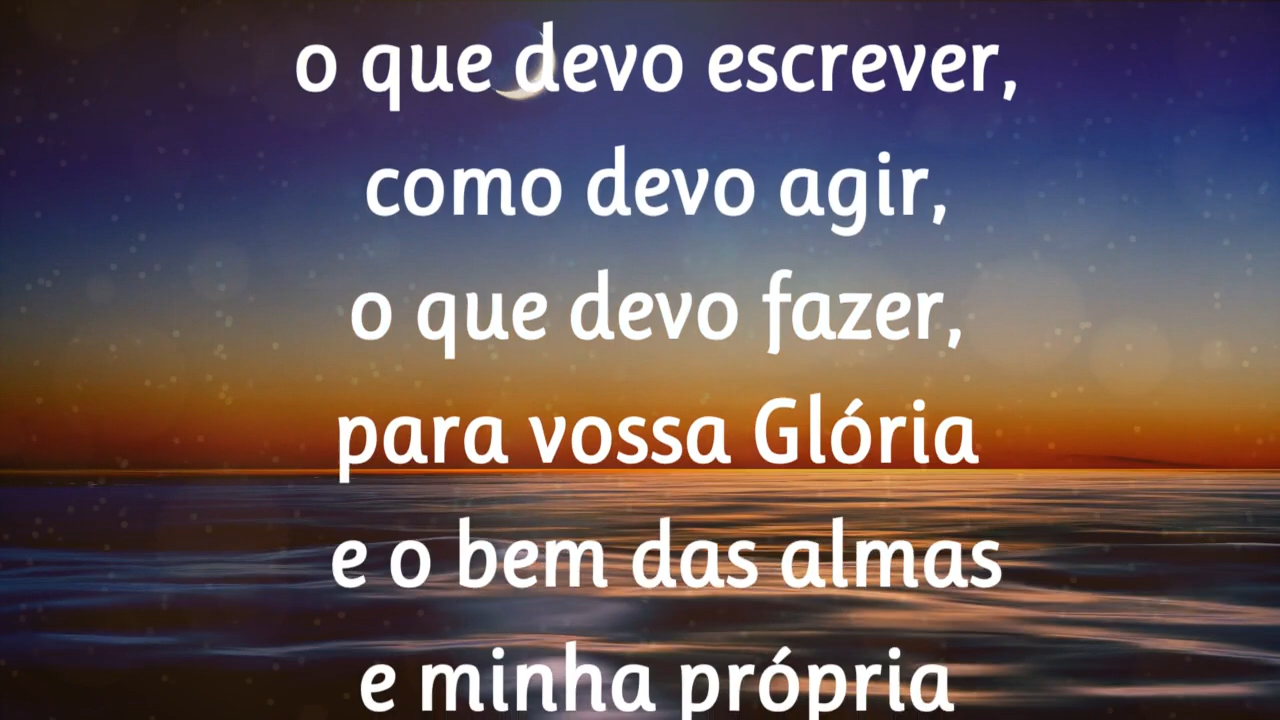 o que devo escrever,
como devo agir,
o que devo fazer,
para vossa Glória
e o bem das almas
e minha própria